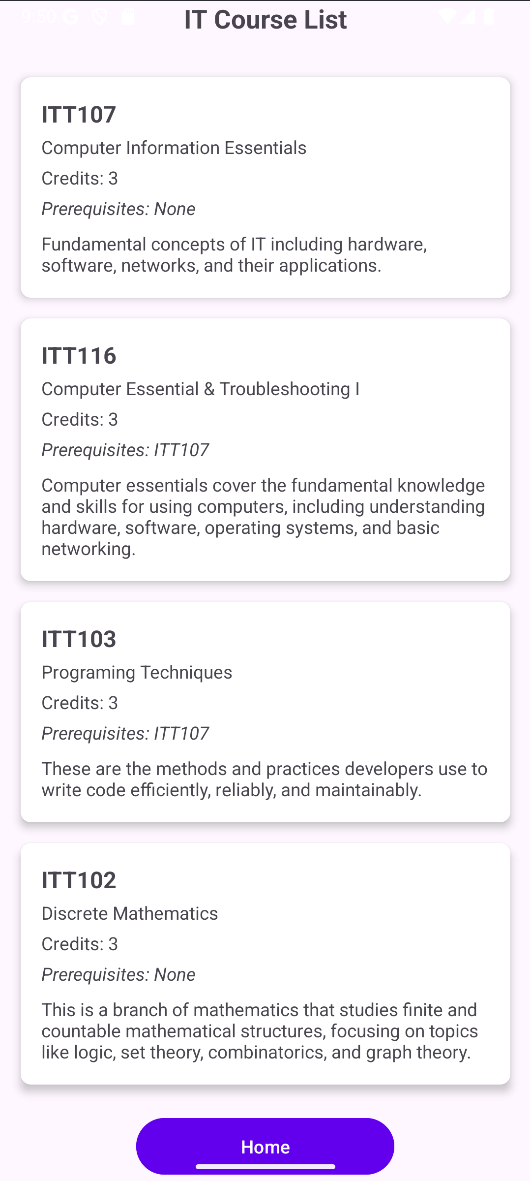 9:50 G
IT Course List
ITT107
Computer Information Essentials
Credits: 3
Prerequisites: None
Fundamental concepts of IT including hardware,
software, networks, and their applications.
ITT116
Computer Essential & Troubleshooting I
Credits: 3
Prerequisites: ITT107
Computer essentials cover the fundamental knowledge
and skills for using computers, including understanding
hardware, software, operating systems, and basic
networking.
ITT103
Programing Techniques
Credits: 3
Prerequisites: ITT107
These are the methods and practices developers use to
write code efficiently, reliably, and maintainably.
ITT102
Discrete Mathematics
Credits: 3
Prerequisites: None
This is a branch of mathematics that studies finite and
countable mathematical structures, focusing on topics
like logic, set theory, combinatorics, and graph theory.
Home